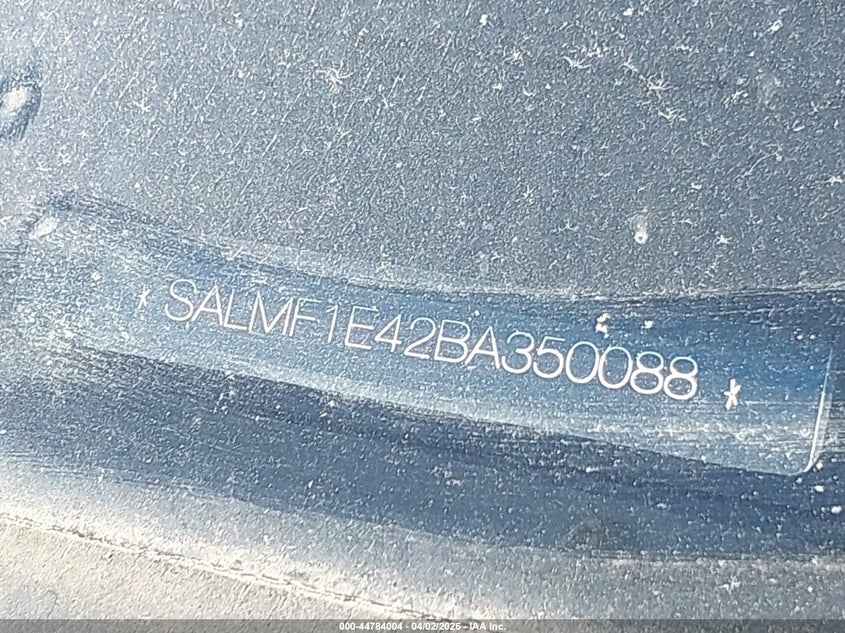 * SALMF1E42BA350088 *
000-44784004 - 04/02/2026 - IAA Inc.